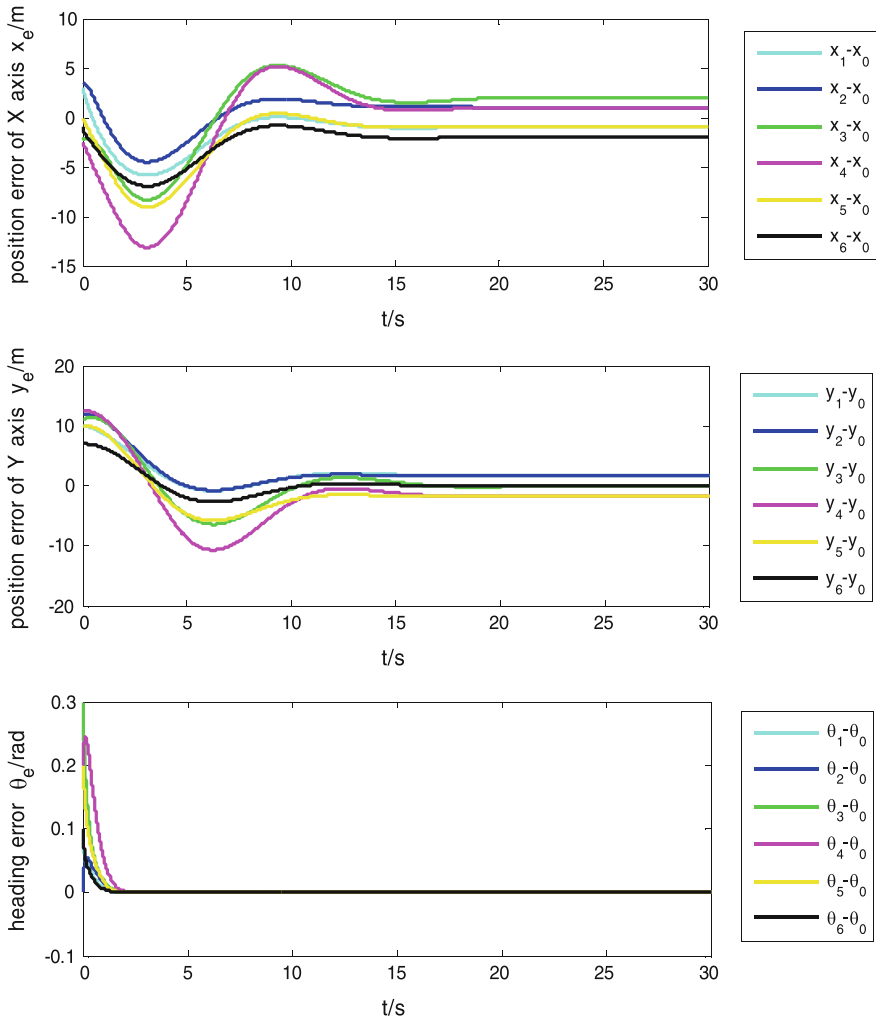 position error of X axis x_e/m
10
5
0
-5
-10
-15
0 5 10 15 20 25 30
t/s
x_1-x_0
x_2-x_0
x_3-x_0
x_4-x_0
x_5-x_0
x_6-x_0
position error of Y axis y_e/m
20
10
0
-10
-20
0 5 10 15 20 25 30
t/s
y_1-y_0
y_2-y_0
y_3-y_0
y_4-y_0
y_5-y_0
y_6-y_0
heading error θ_e/rad
0.3
0.2
0.1
0
-0.1
0 5 10 15 20 25 30
t/s
θ_1-θ_0
θ_2-θ_0
θ_3-θ_0
θ_4-θ_0
θ_5-θ_0
θ_6-θ_0